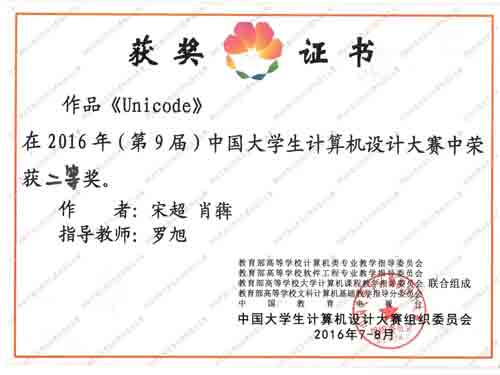 获奖 证书
作品《Unicode》
在2016年(第9届)中国大学生计算机设计大赛中荣
获二等奖。
作 者:宋超 肖犇
指导教师:罗旭
教育部高等学校计算机类专业教学指导委员会
教育部高等学校软件工程专业教学指导委员会
教育部高等学校大学计算机课程教学指导委员会 联合组成
教育部高等学校文科计算机基础教学指导分委员会
中国教育电视台
中国大学生计算机设计大赛组织委员会
2016年7-8月